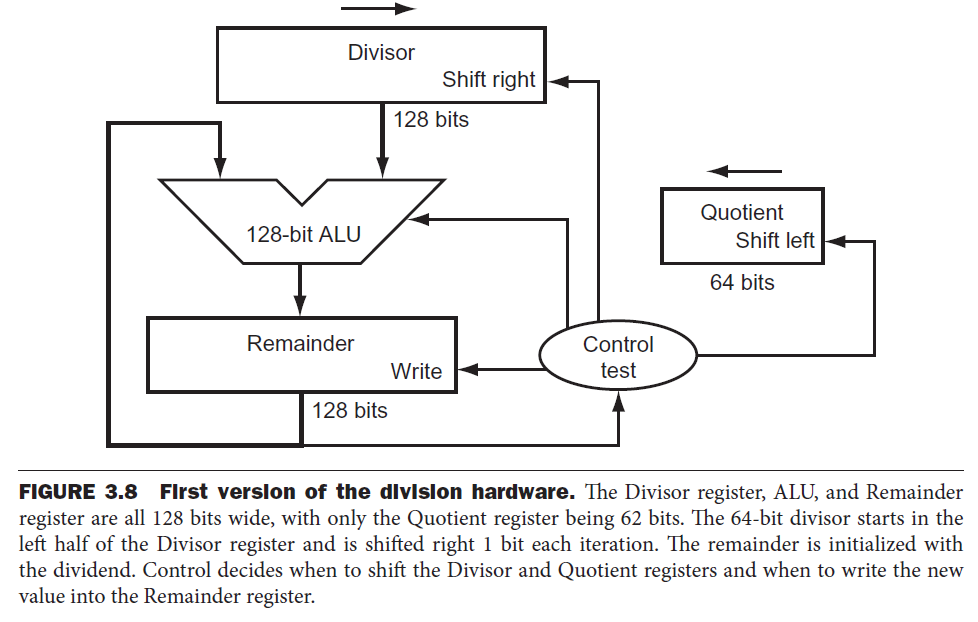 Divisor
Shift right
128 bits
128-bit ALU
Quotient
Shift left
64 bits
Remainder
Write
Control
test
128 bits
FIGURE 3.8 First version of the division hardware. The Divisor register, ALU, and Remainder
register are all 128 bits wide, with only the Quotient register being 62 bits. The 64-bit divisor starts in the
left half of the Divisor register and is shifted right 1 bit each iteration. The remainder is initialized with
the dividend. Control decides when to shift the Divisor and Quotient registers and when to write the new
value into the Remainder register.